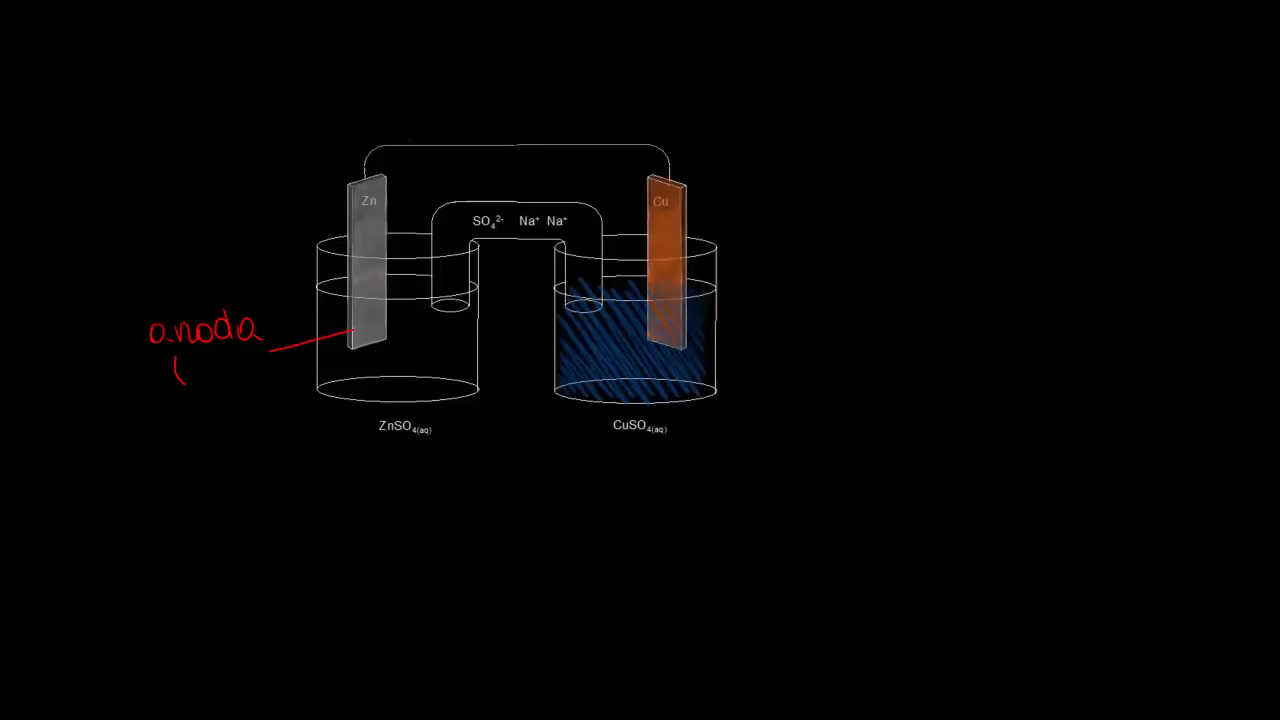 Zn
Cu
SO₄²⁻ Na⁺ Na⁺
anoda
(
ZnSO₄(aq)
CuSO₄(aq)